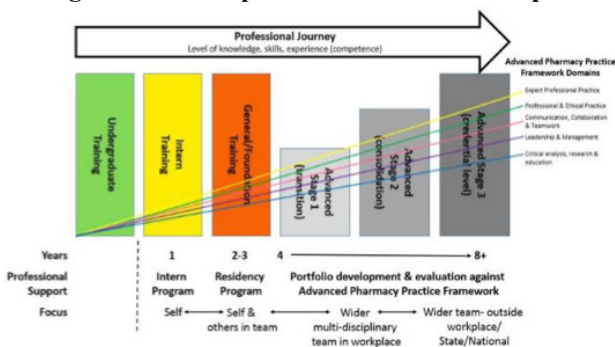 Professional Journey
Level of knowledge, skills, experience (competence)
Advanced Pharmacy Practice
Framework Domains
Undergraduate
Training
Intern
Training
General/Foundation
Training
Advanced
Stage 1
(transition)
Advanced
Stage 2
(consolidation)
Advanced Stage 3
(credential level)
Expert Professional Practice
Professional & Ethical Practice
Communication, Collaboration
& Teamwork
Leadership & Management
Critical analysis, research &
education
Years 1 2-3 4 8+
Professional
Support
Intern
Program
Residency
Program
Portfolio development & evaluation against
Advanced Pharmacy Practice Framework
Focus
Self
Self &
others in team
Wider
multi-disciplinary
team in workplace
Wider team- outside
workplace/
State/National